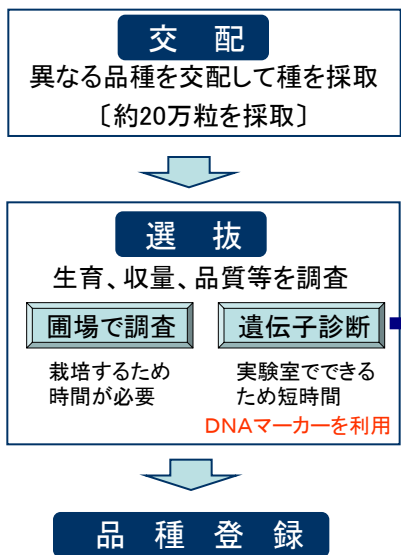 交　配
異なる品種を交配して種を採取
〔約20万粒を採取〕
選　抜
生育、収量、品質等を調査
圃場で調査
遺伝子診断
栽培するため
時間が必要
実験室でできる
ため短時間
DNAマーカーを利用
品　種　登　録